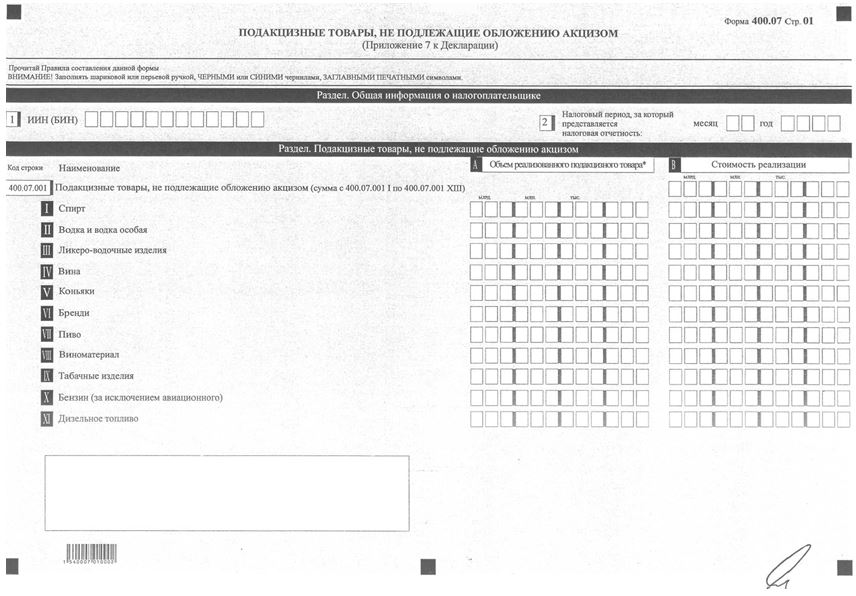 Форма 400.07 Стр. 01
ПОДАКЦИЗНЫЕ ТОВАРЫ, НЕ ПОДЛЕЖАЩИЕ ОБЛОЖЕНИЮ АКЦИЗОМ
(Приложение 7 к Декларации)
Прочитай Правила составления данной формы
ВНИМАНИЕ! Заполнять шариковой или перьевой ручкой, ЧЕРНЫМИ или СИНИМИ чернилами, ЗАГЛАВНЫМИ ПЕЧАТНЫМИ символами.
Раздел. Общая информация о налогоплательщике
1 ИИН (БИН)
2 Налоговый период, за который
представляется
налоговая отчетность:
месяц год
Раздел. Подакцизные товары, не подлежащие обложению акцизом
Код строки Наименование A Объем реализованного подакцизного товара* B Стоимость реализации
млрд. млн. тыс.
400.07.001 Подакцизные товары, не подлежащие обложению акцизом (сумма с 400.07.001 I по 400.07.001 XIII)
млрд. млн. тыс.
I Спирт
II Водка и водка особая
III Ликеро-водочные изделия
IV Вина
V Коньяки
VI Бренди
VII Пиво
VIII Виноматериал
IX Табачные изделия
X Бензин (за исключением авиационного)
XI Дизельное топливо
1 540007 010002